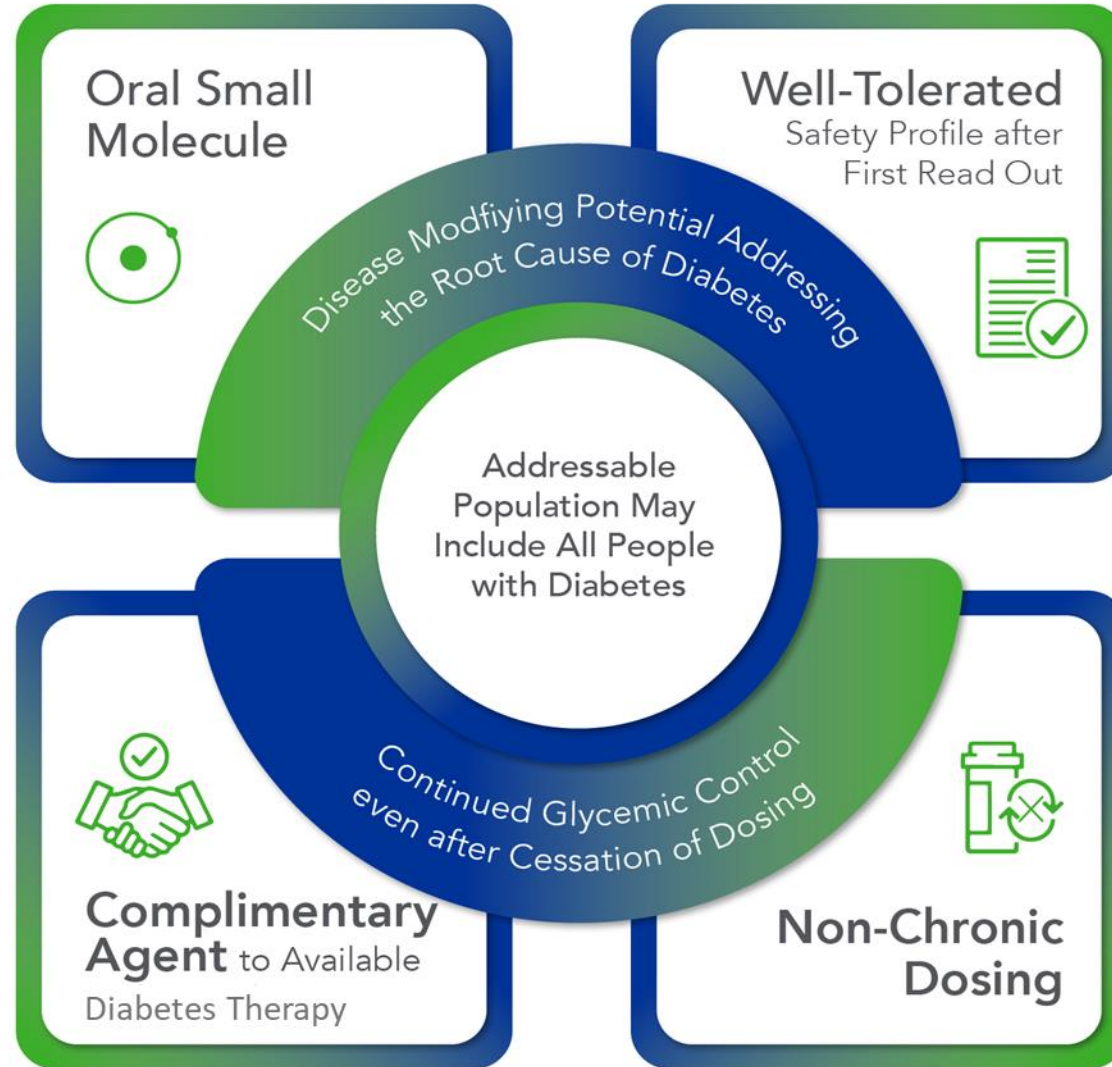 Oral Small
Molecule
Well-Tolerated
Safety Profile after
First Read Out
Disease Modfiying Potential Addressing
the Root Cause of Diabetes
Addressable
Population May
Include All People
with Diabetes
Continued Glycemic Control
even after Cessation of Dosing
Complimentary
Agent to Available
Diabetes Therapy
Non-Chronic
Dosing